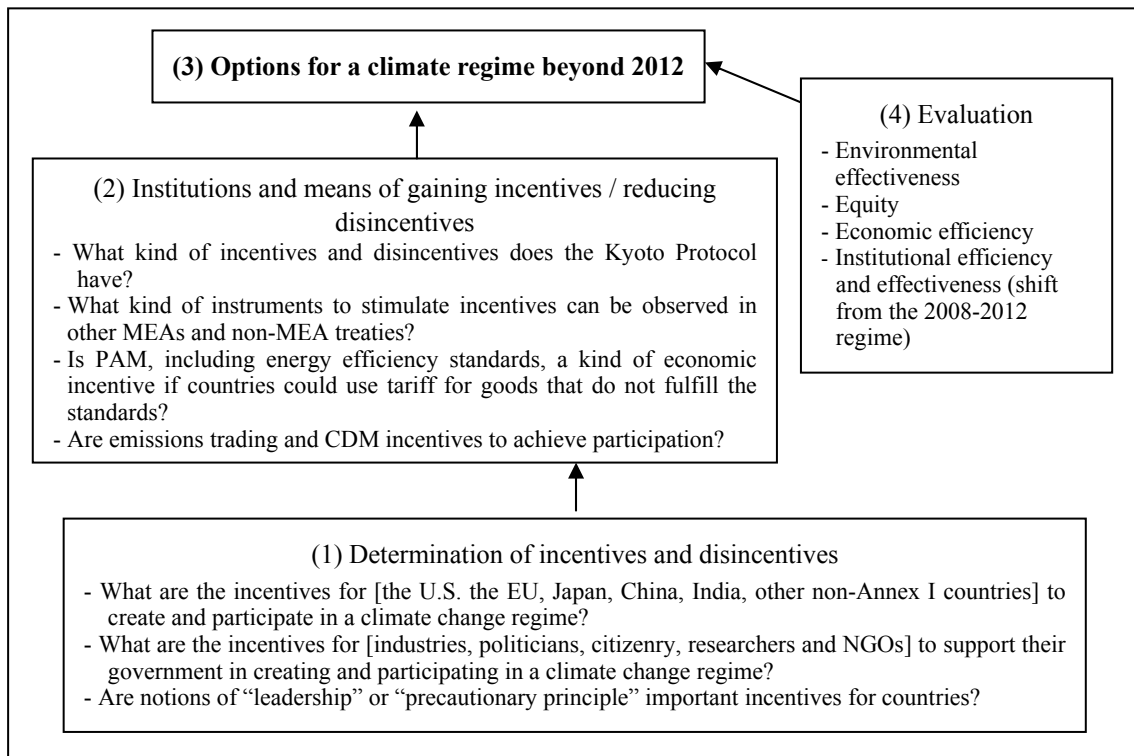 (3) Options for a climate regime beyond 2012
(4) Evaluation
- Environmental
effectiveness
- Equity
- Economic efficiency
- Institutional efficiency
and effectiveness (shift
from the 2008-2012
regime)
(2) Institutions and means of gaining incentives / reducing
disincentives
- What kind of incentives and disincentives does the Kyoto Protocol
have?
- What kind of instruments to stimulate incentives can be observed in
other MEAs and non-MEA treaties?
- Is PAM, including energy efficiency standards, a kind of economic
incentive if countries could use tariff for goods that do not fulfill the
standards?
- Are emissions trading and CDM incentives to achieve participation?
(1) Determination of incentives and disincentives
- What are the incentives for [the U.S. the EU, Japan, China, India, other non-Annex I countries] to
create and participate in a climate change regime?
- What are the incentives for [industries, politicians, citizenry, researchers and NGOs] to support their
government in creating and participating in a climate change regime?
- Are notions of “leadership” or “precautionary principle” important incentives for countries?